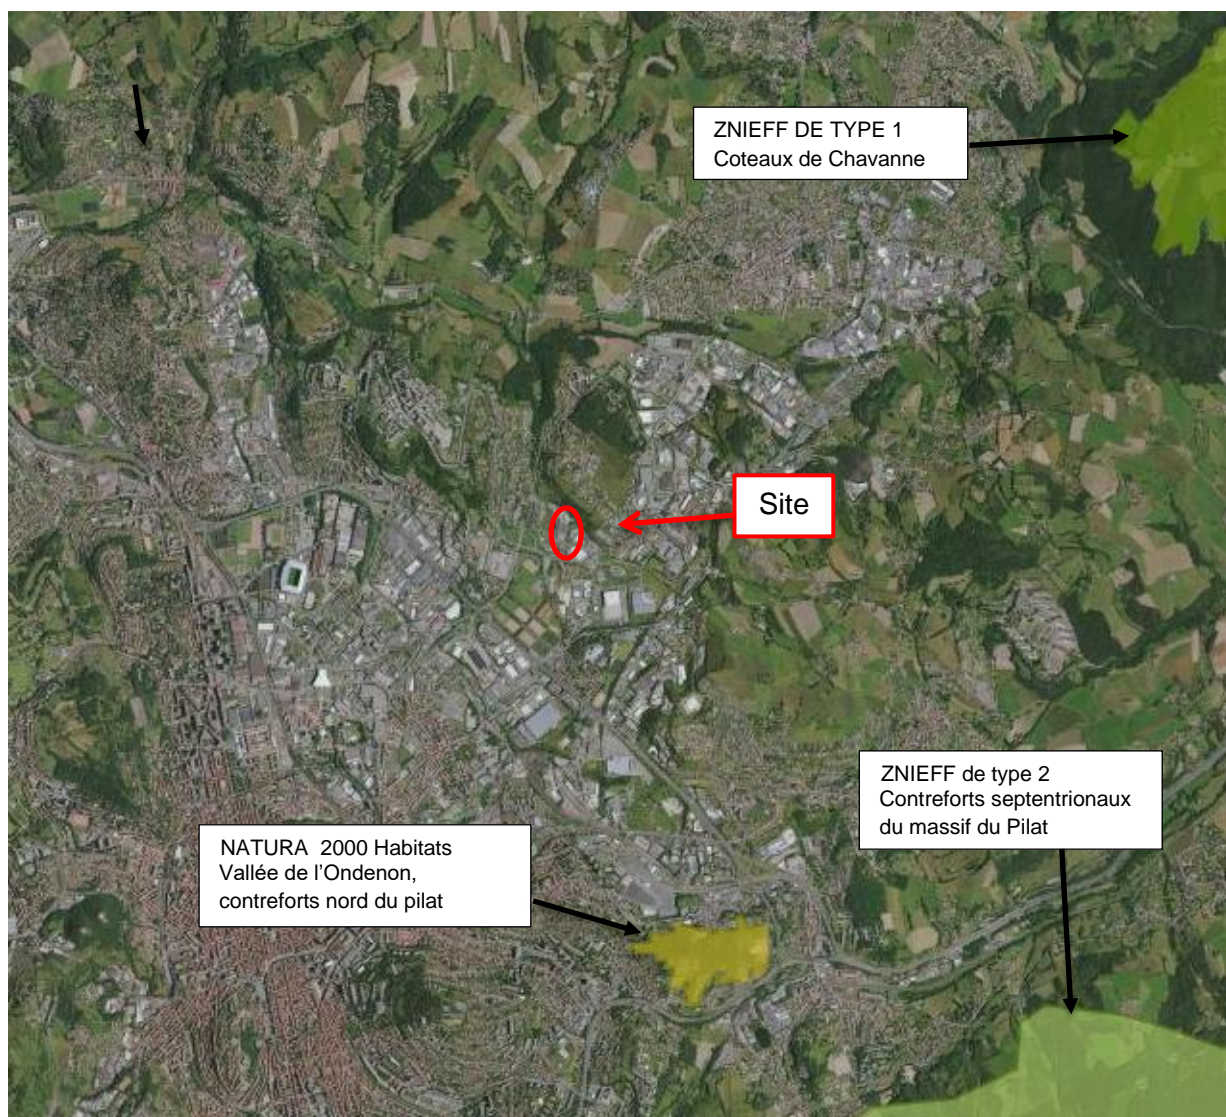 ZNIEFF DE TYPE 1
Coteaux de Chavanne
Site
ZNIEFF de type 2
Contreforts septentrionaux
du massif du Pilat
NATURA 2000 Habitats
Vallée de l'Ondenon,
contreforts nord du pilat